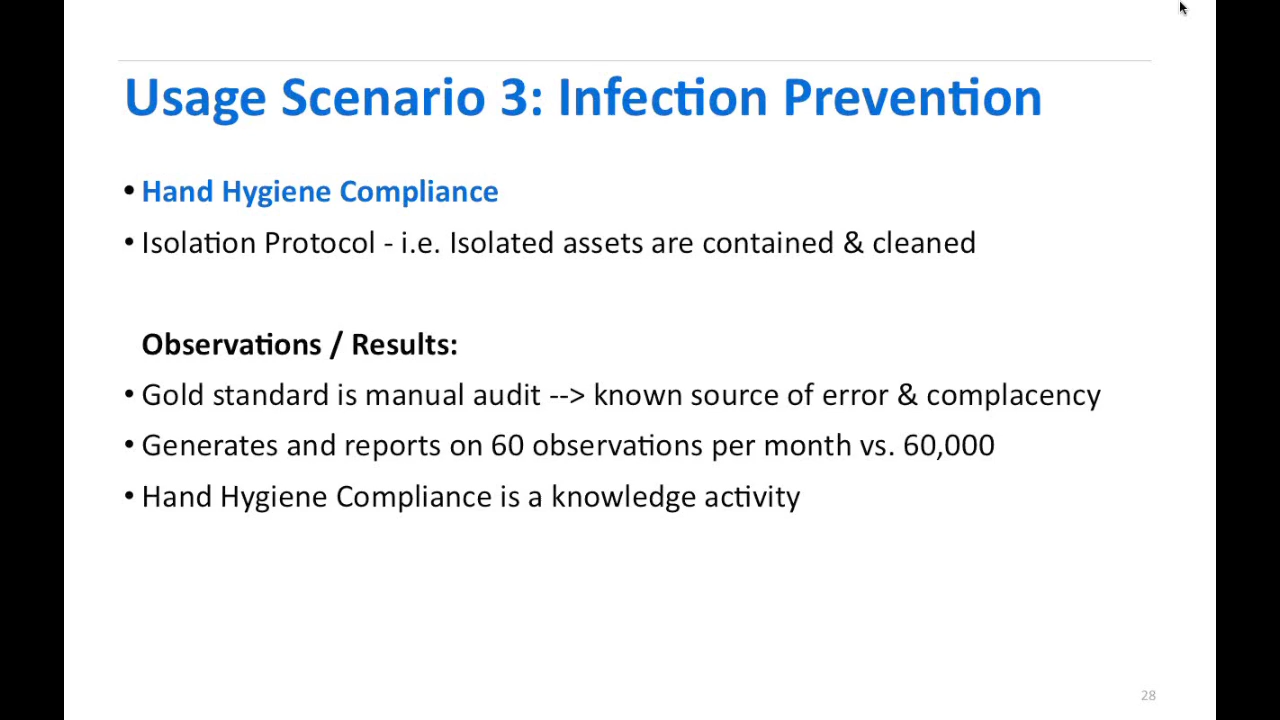 Usage Scenario 3: Infection Prevention
• Hand Hygiene Compliance
• Isolation Protocol - i.e. Isolated assets are contained & cleaned
Observations / Results:
• Gold standard is manual audit --> known source of error & complacency
• Generates and reports on 60 observations per month vs. 60,000
• Hand Hygiene Compliance is a knowledge activity
28